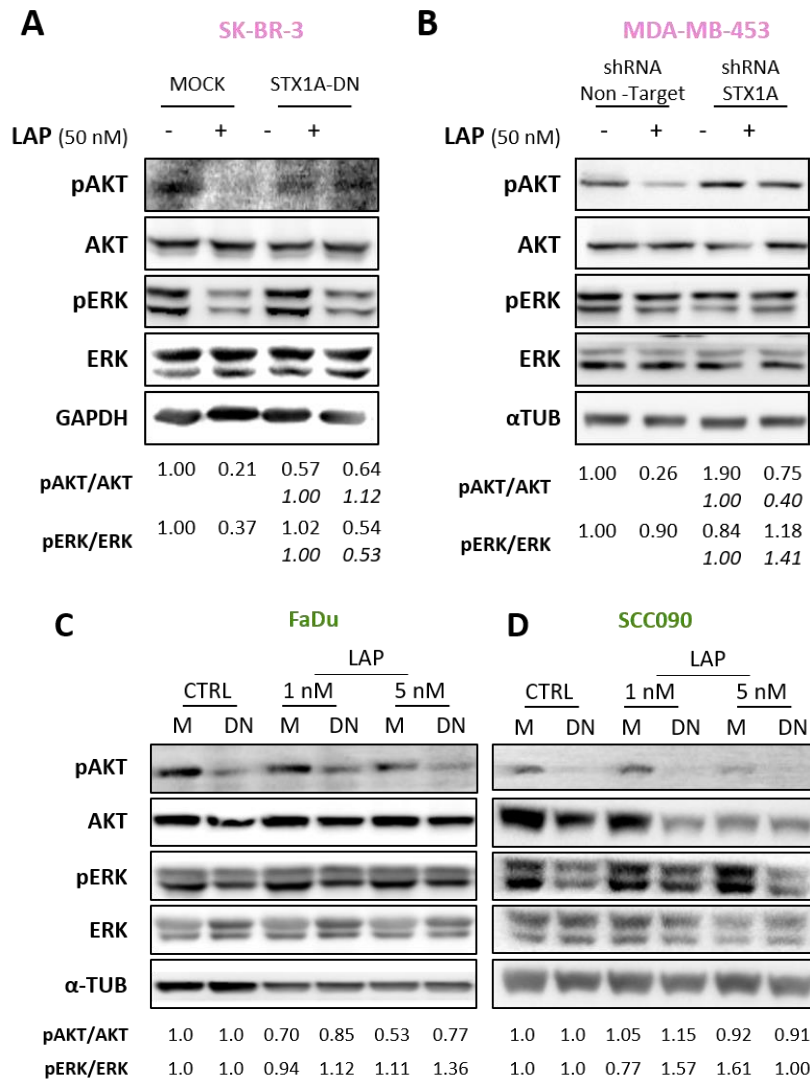 A
SK-BR-3
MOCK STX1A-DN
LAP (50 nM) - + - +
pAKT
AKT
pERK
ERK
GAPDH
pAKT/AKT 1.00 0.21 0.57 0.64
1.00 1.12
pERK/ERK 1.00 0.37 1.02 0.54
1.00 0.53
B
MDA-MB-453
shRNA Non -Target shRNA STX1A
LAP (50 nM) - + - +
pAKT
AKT
pERK
ERK
αTUB
pAKT/AKT 1.00 0.26 1.90 0.75
1.00 0.40
pERK/ERK 1.00 0.90 0.84 1.18
1.00 1.41
C FaDu
LAP
CTRL 1 nM 5 nM
M DN M DN M DN
pAKT
AKT
pERK
ERK
α-TUB
pAKT/AKT 1.0 1.0 0.70 0.85 0.53 0.77
pERK/ERK 1.0 1.0 0.94 1.12 1.11 1.36
D SCC090
LAP
CTRL 1 nM 5 nM
M DN M DN M DN
1.0 1.0 1.05 1.15 0.92 0.91
1.0 1.0 0.77 1.57 1.61 1.00